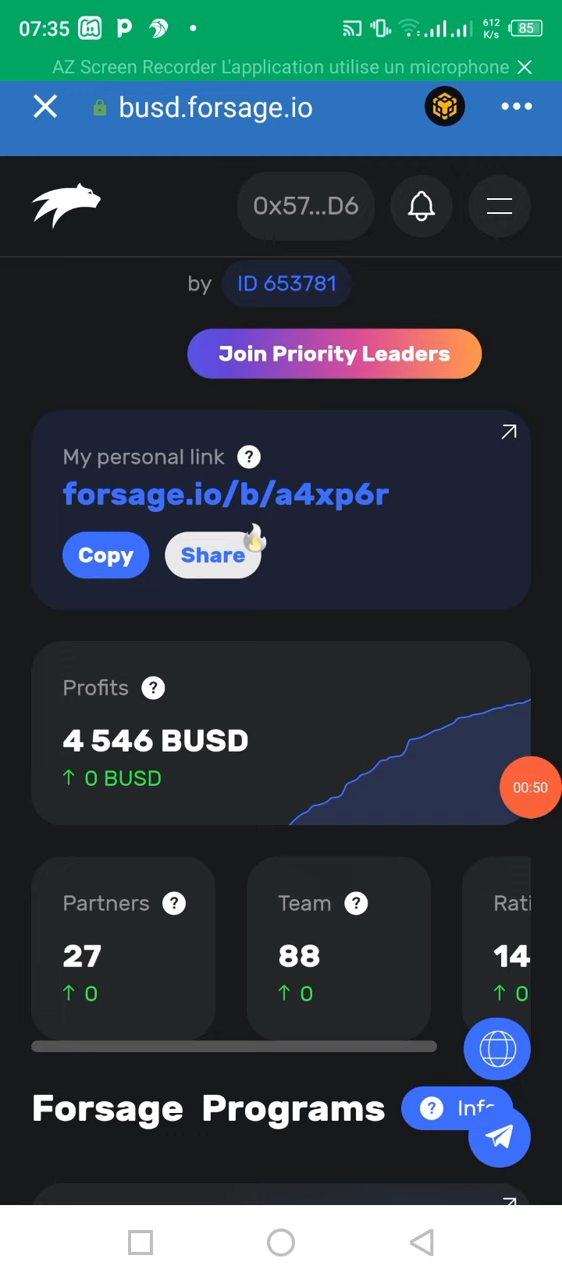 07:35 612 K/s 85
AZ Screen Recorder L'application utilise un microphone
busd.forsage.io
0x57...D6
by ID 653781
Join Priority Leaders
My personal link ?
forsage.io/b/a4xp6r
Copy Share
Profits ?
4 546 BUSD
↑ 0 BUSD
00:50
Partners ? Team ? Rati
27 88 14
↑ 0 ↑ 0 ↑ 0
Forsage Programs ? Info